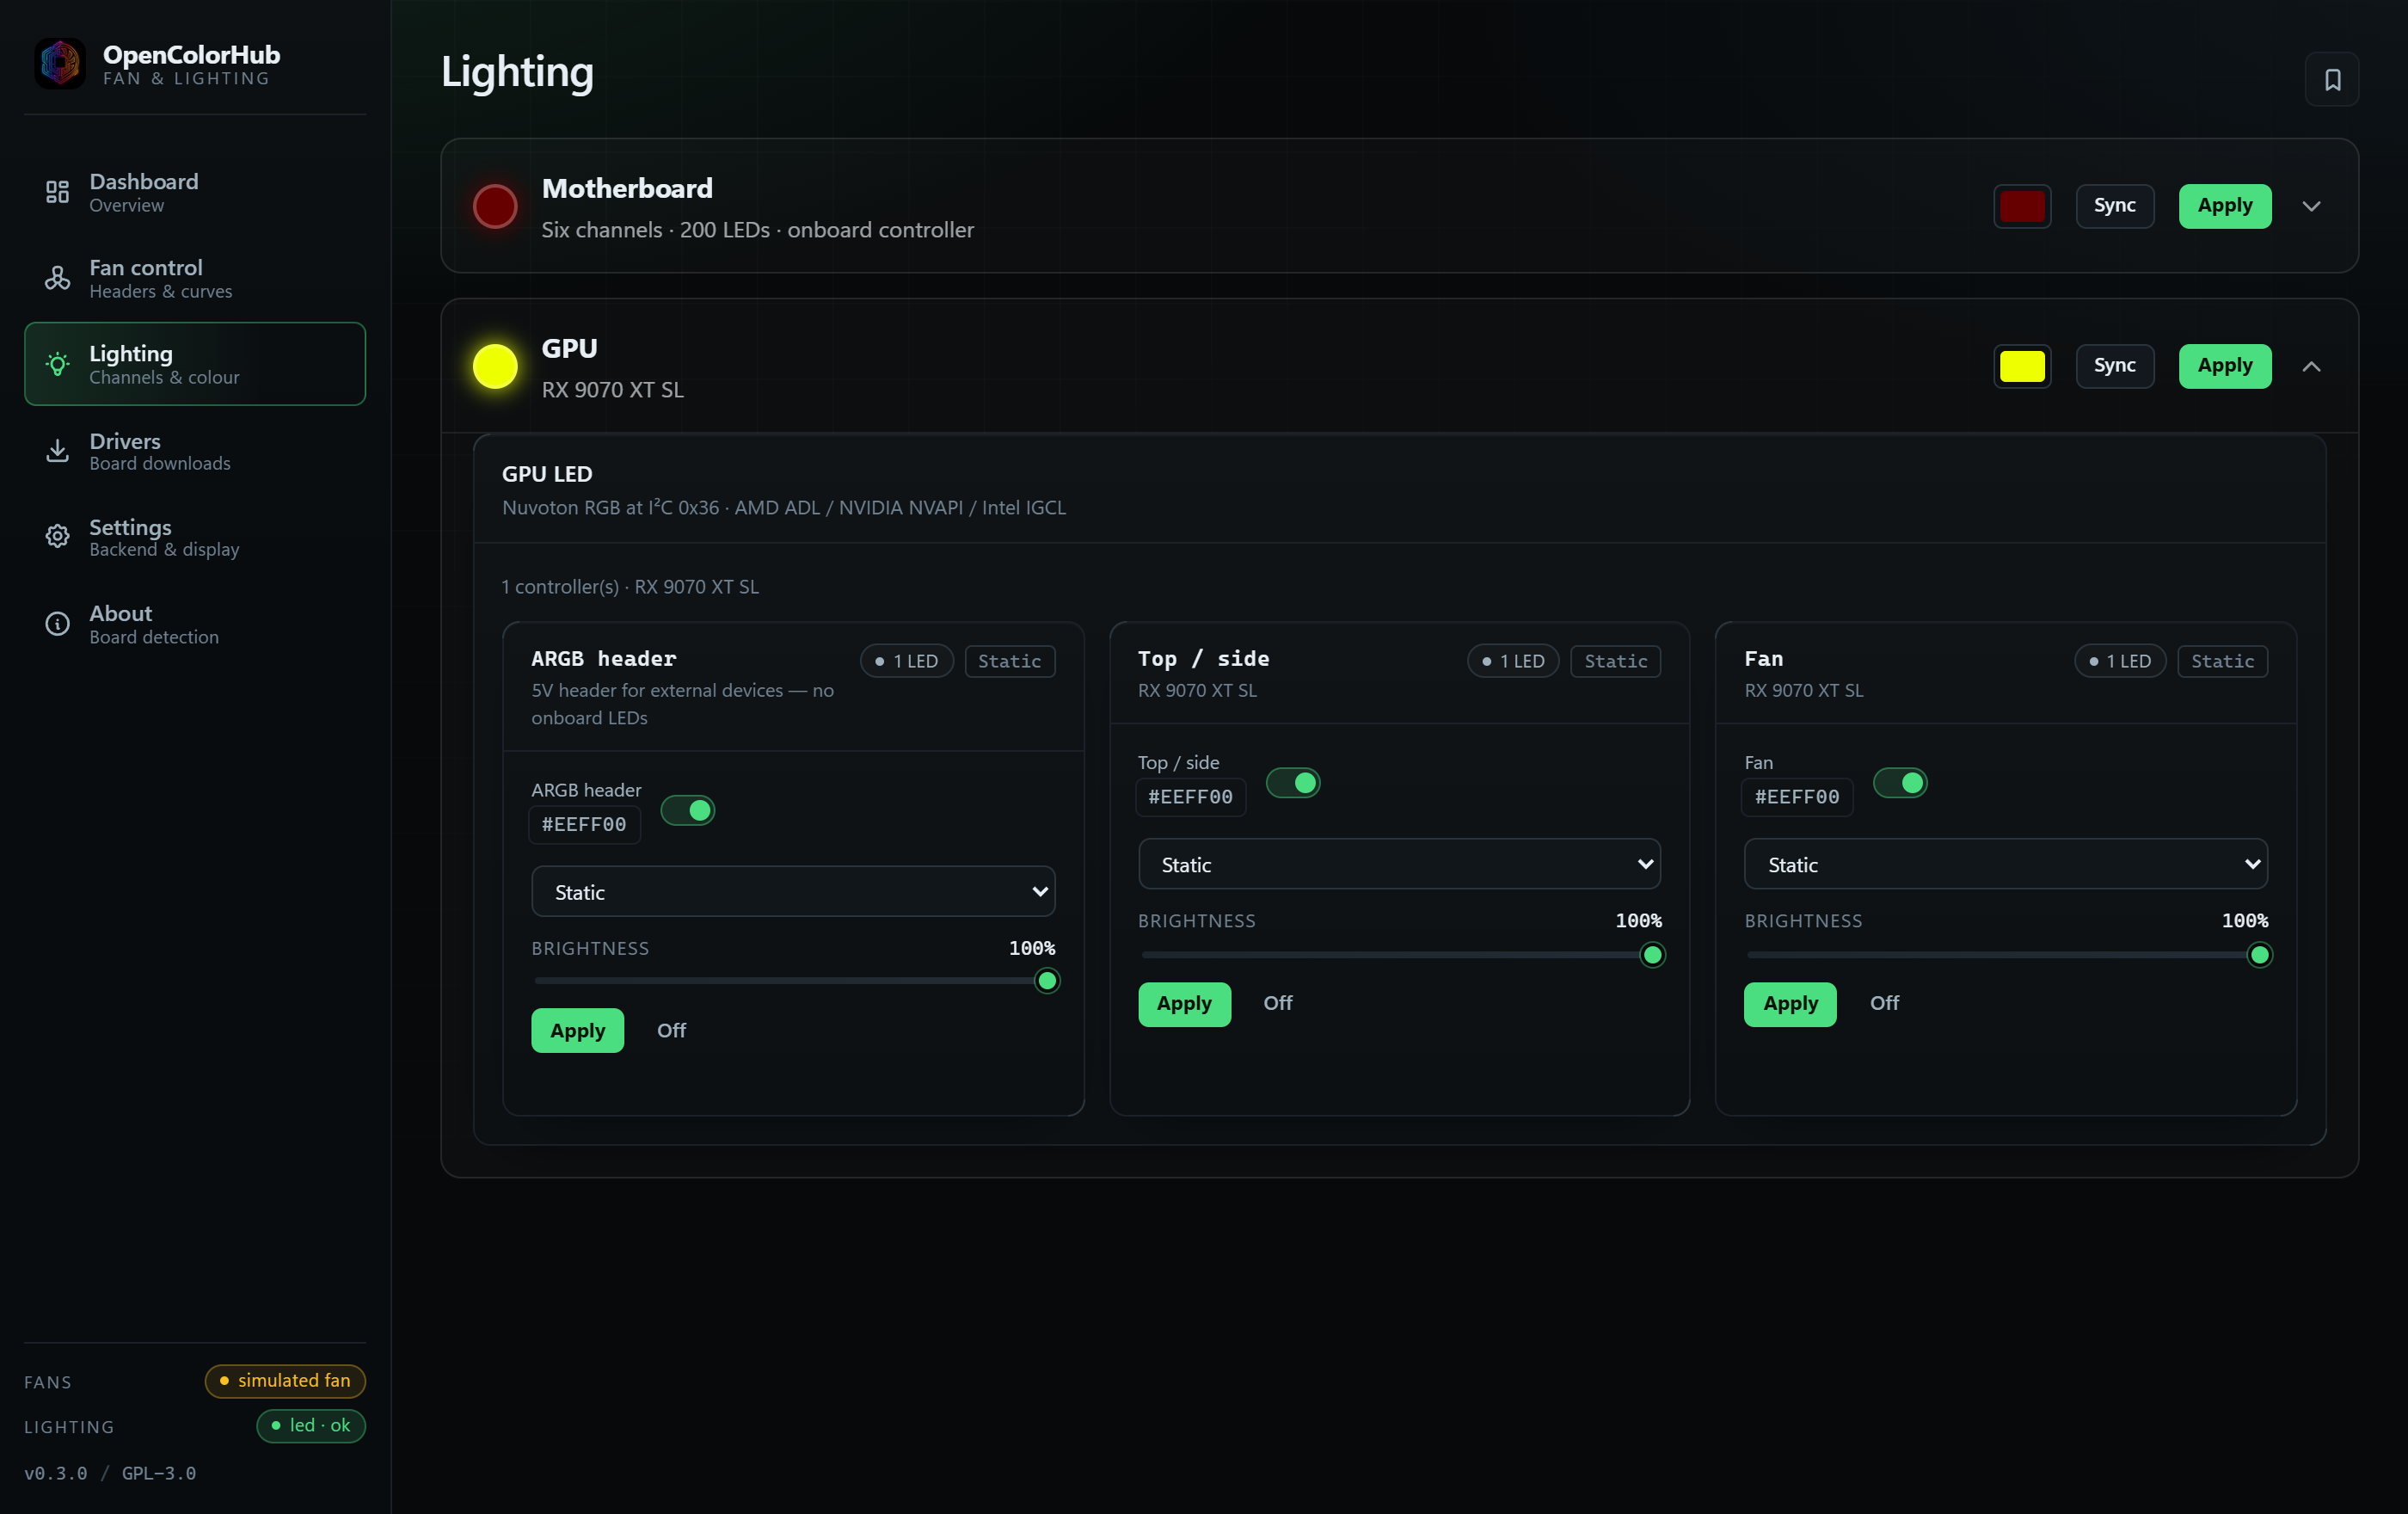 OpenColorHub
FAN & LIGHTING
Dashboard
Overview
Fan control
Headers & curves
Lighting
Channels & colour
Drivers
Board downloads
Settings
Backend & display
About
Board detection
FANS
simulated fan
LIGHTING
led · ok
v0.3.0 / GPL-3.0
Lighting
Motherboard
Six channels · 200 LEDs · onboard controller
Sync
Apply
GPU
RX 9070 XT SL
Sync
Apply
GPU LED
Nuvoton RGB at I²C 0x36 · AMD ADL / NVIDIA NVAPI / Intel IGCL
1 controller(s) · RX 9070 XT SL
ARGB header
1 LED
Static
5V header for external devices — no
onboard LEDs
ARGB header
#EEFF00
Static
BRIGHTNESS
100%
Apply
Off
Top / side
1 LED
Static
RX 9070 XT SL
Top / side
#EEFF00
Static
BRIGHTNESS
100%
Apply
Off
Fan
1 LED
Static
RX 9070 XT SL
Fan
#EEFF00
Static
BRIGHTNESS
100%
Apply
Off